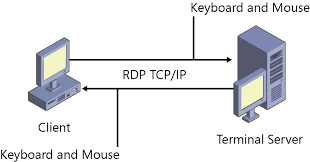 Keyboard and Mouse
RDP TCP/IP
Client
Terminal Server
Keyboard and Mouse